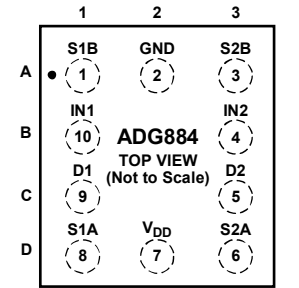 1 2 3
S1B GND S2B
A 1 2 3
IN1 IN2
B 10 ADG884 4
TOP VIEW
D1 (Not to Scale) D2
C 9 5
S1A VDD S2A
D 8 7 6